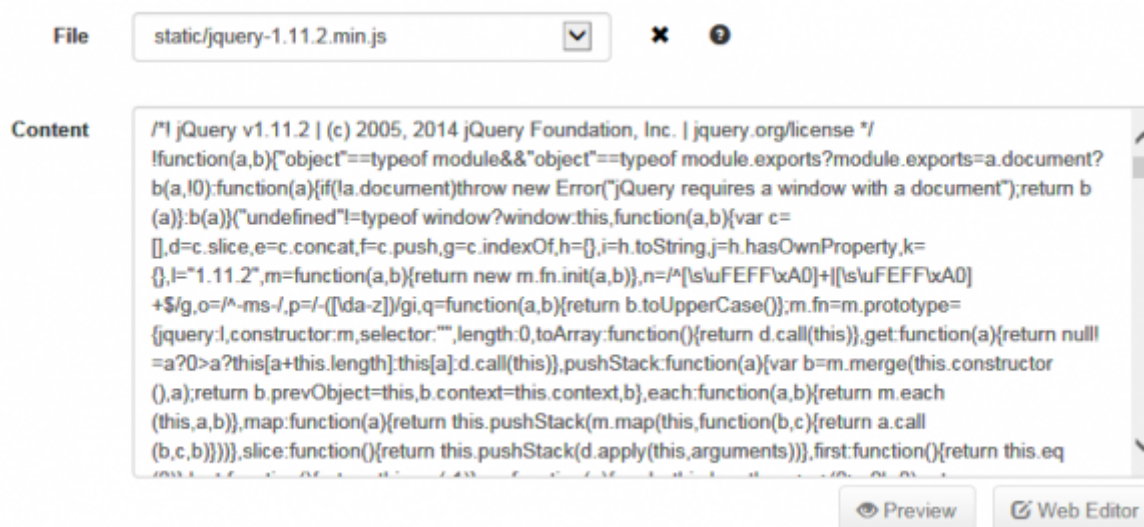 File static/jquery-1.11.2.min.js
Content
/*! jQuery v1.11.2 | (c) 2005, 2014 jQuery Foundation, Inc. | jquery.org/license */
!function(a,b){"object"==typeof module&&"object"==typeof module.exports?module.exports=a.document?
b(a,!0):function(a){if(!a.document)throw new Error("jQuery requires a window with a document");return b
(a)}:b(a)}("undefined"!=typeof window?window:this,function(a,b){var c=
[],d=c.slice,e=c.concat,f=c.push,g=c.indexOf,h={},i=h.toString,j=h.hasOwnProperty,k=
{},l="1.11.2",m=function(a,b){return new m.fn.init(a,b)},n=/^[\s\uFEFF\xA0]+|[\s\uFEFF\xA0]
+$/g,o=/^-ms-/,p=/-([\da-z])/gi,q=function(a,b){return b.toUpperCase()};m.fn=m.prototype=
{jquery:l,constructor:m,selector:"",length:0,toArray:function(){return d.call(this)},get:function(a){return null!
=a?0>a?this[a+this.length]:this[a]:d.call(this)},pushStack:function(a){var b=m.merge(this.constructor
(),a);return b.prevObject=this,b.context=this.context,b},each:function(a,b){return m.each
(this,a,b)},map:function(a){return this.pushStack(m.map(this,function(b,c){return a.call
(b,c,b)}))},slice:function(){return this.pushStack(d.apply(this,arguments))},first:function(){return this.eq
Preview
Web Editor